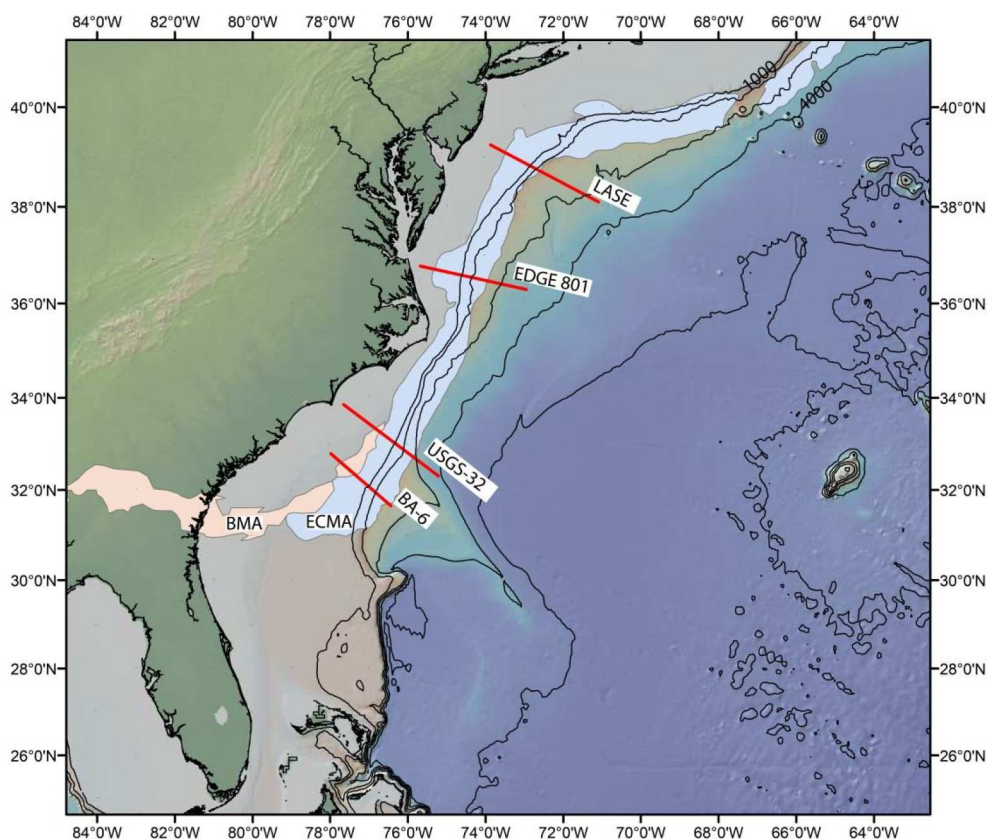 84°0'W 82°0'W 80°0'W 78°0'W 76°0'W 74°0'W 72°0'W 70°0'W 68°0'W 66°0'W 64°0'W
1000
4000
40°0'N 40°0'N
LASE
38°0'N 38°0'N
EDGE 801
36°0'N 36°0'N
34°0'N 34°0'N
USGS-32
32°0'N 32°0'N
BA-6
BMA ECMA
30°0'N 30°0'N
28°0'N 28°0'N
26°0'N 26°0'N
84°0'W 82°0'W 80°0'W 78°0'W 76°0'W 74°0'W 72°0'W 70°0'W 68°0'W 66°0'W 64°0'W